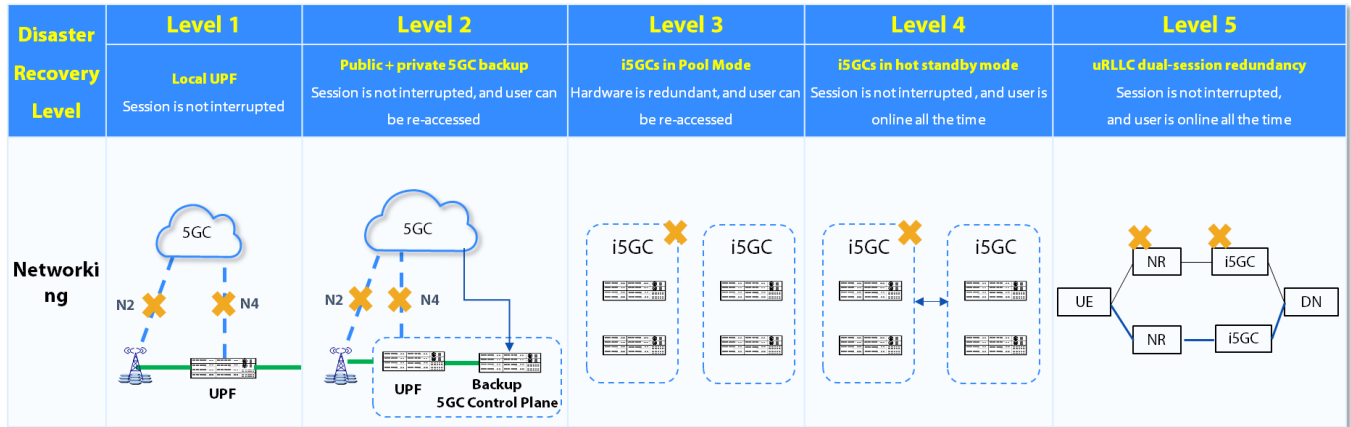 Disaster
Recovery
Level
Level 1
Level 2
Level 3
Level 4
Level 5
Local UPF
Session is not interrupted
Public + private 5GC backup
Session is not interrupted, and user can
be re-accessed
i5GCs in Pool Mode
Hardware is redundant, and user can
be re-accessed
i5GCs in hot standby mode
Session is not interrupted , and user is
online all the time
uRLLC dual-session redundancy
Session is not interrupted,
and user is online all the time
Networki
ng
5GC
N2
N4
UPF
5GC
N2
N4
UPF
Backup
5GC Control Plane
i5GC
i5GC
i5GC
i5GC
NR
i5GC
UE
DN
NR
i5GC